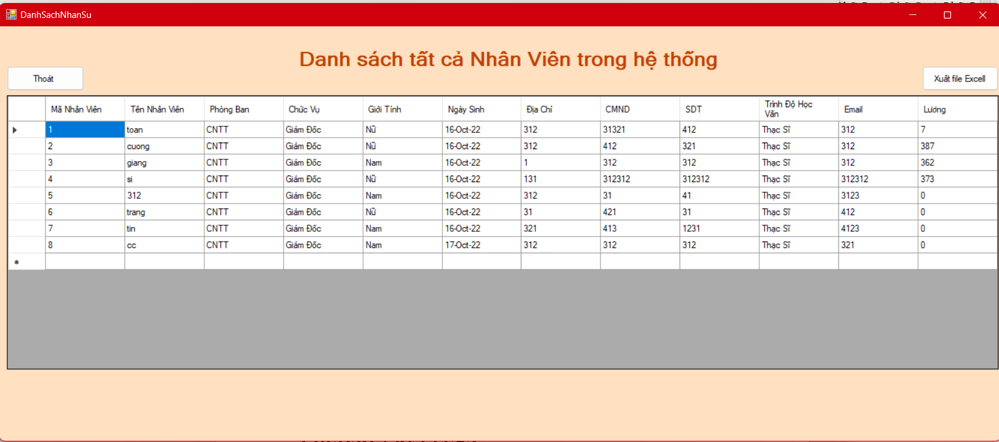 DanhSachNhanSu
Danh sách tất cả Nhân Viên trong hệ thống
Thoát
Xuất file Excell
Mã Nhân Viên Tên Nhân Viên Phòng Ban Chức Vụ Giới Tính Ngày Sinh Địa Chỉ CMND SDT Trình Độ Học Vấn Email Lương
1 toan CNTT Giám Đốc Nữ 16-Oct-22 312 31321 412 Thạc Sĩ 312 7
2 cuong CNTT Giám Đốc Nữ 16-Oct-22 312 412 321 Thạc Sĩ 312 387
3 giang CNTT Giám Đốc Nam 16-Oct-22 1 312 312 Thạc Sĩ 312 362
4 si CNTT Giám Đốc Nữ 16-Oct-22 131 312312 312312 Thạc Sĩ 312312 373
5 312 CNTT Giám Đốc Nam 16-Oct-22 312 31 41 Thạc Sĩ 3123 0
6 trang CNTT Giám Đốc Nữ 16-Oct-22 31 421 31 Thạc Sĩ 412 0
7 tin CNTT Giám Đốc Nam 16-Oct-22 321 413 1231 Thạc Sĩ 4123 0
8 cc CNTT Giám Đốc Nam 17-Oct-22 312 312 312 Thạc Sĩ 321 0